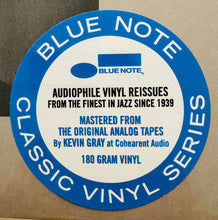 BLUE NOTE
BLUE NOTE.
AUDIOPHILE VINYL REISSUES
FROM THE FINEST IN JAZZ SINCE 1939
MASTERED FROM
THE ORIGINAL ANALOG TAPES
By KEVIN GRAY at Cohearent Audio
180 GRAM VINYL
CLASSIC VINYL SERIES